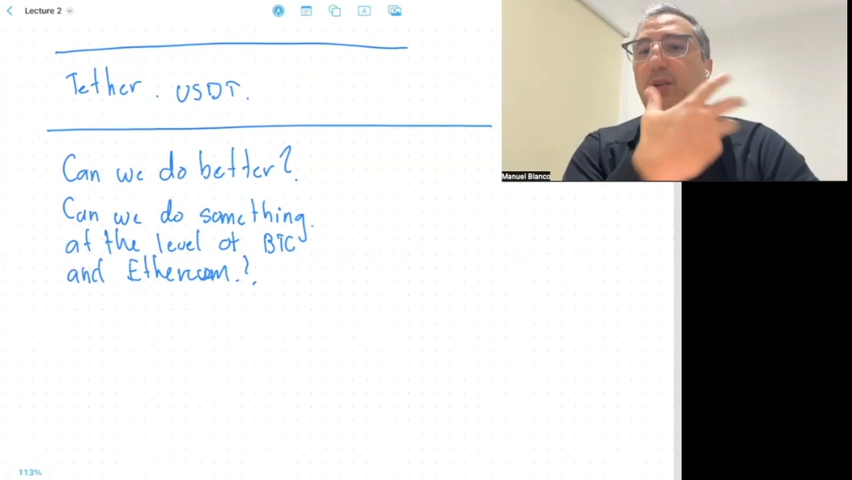 Lecture 2
Tether. USDT.
Can we do better?.
Can we do something.
at the level of BTC
and Ethereum.?.
Manuel Blanco
113%